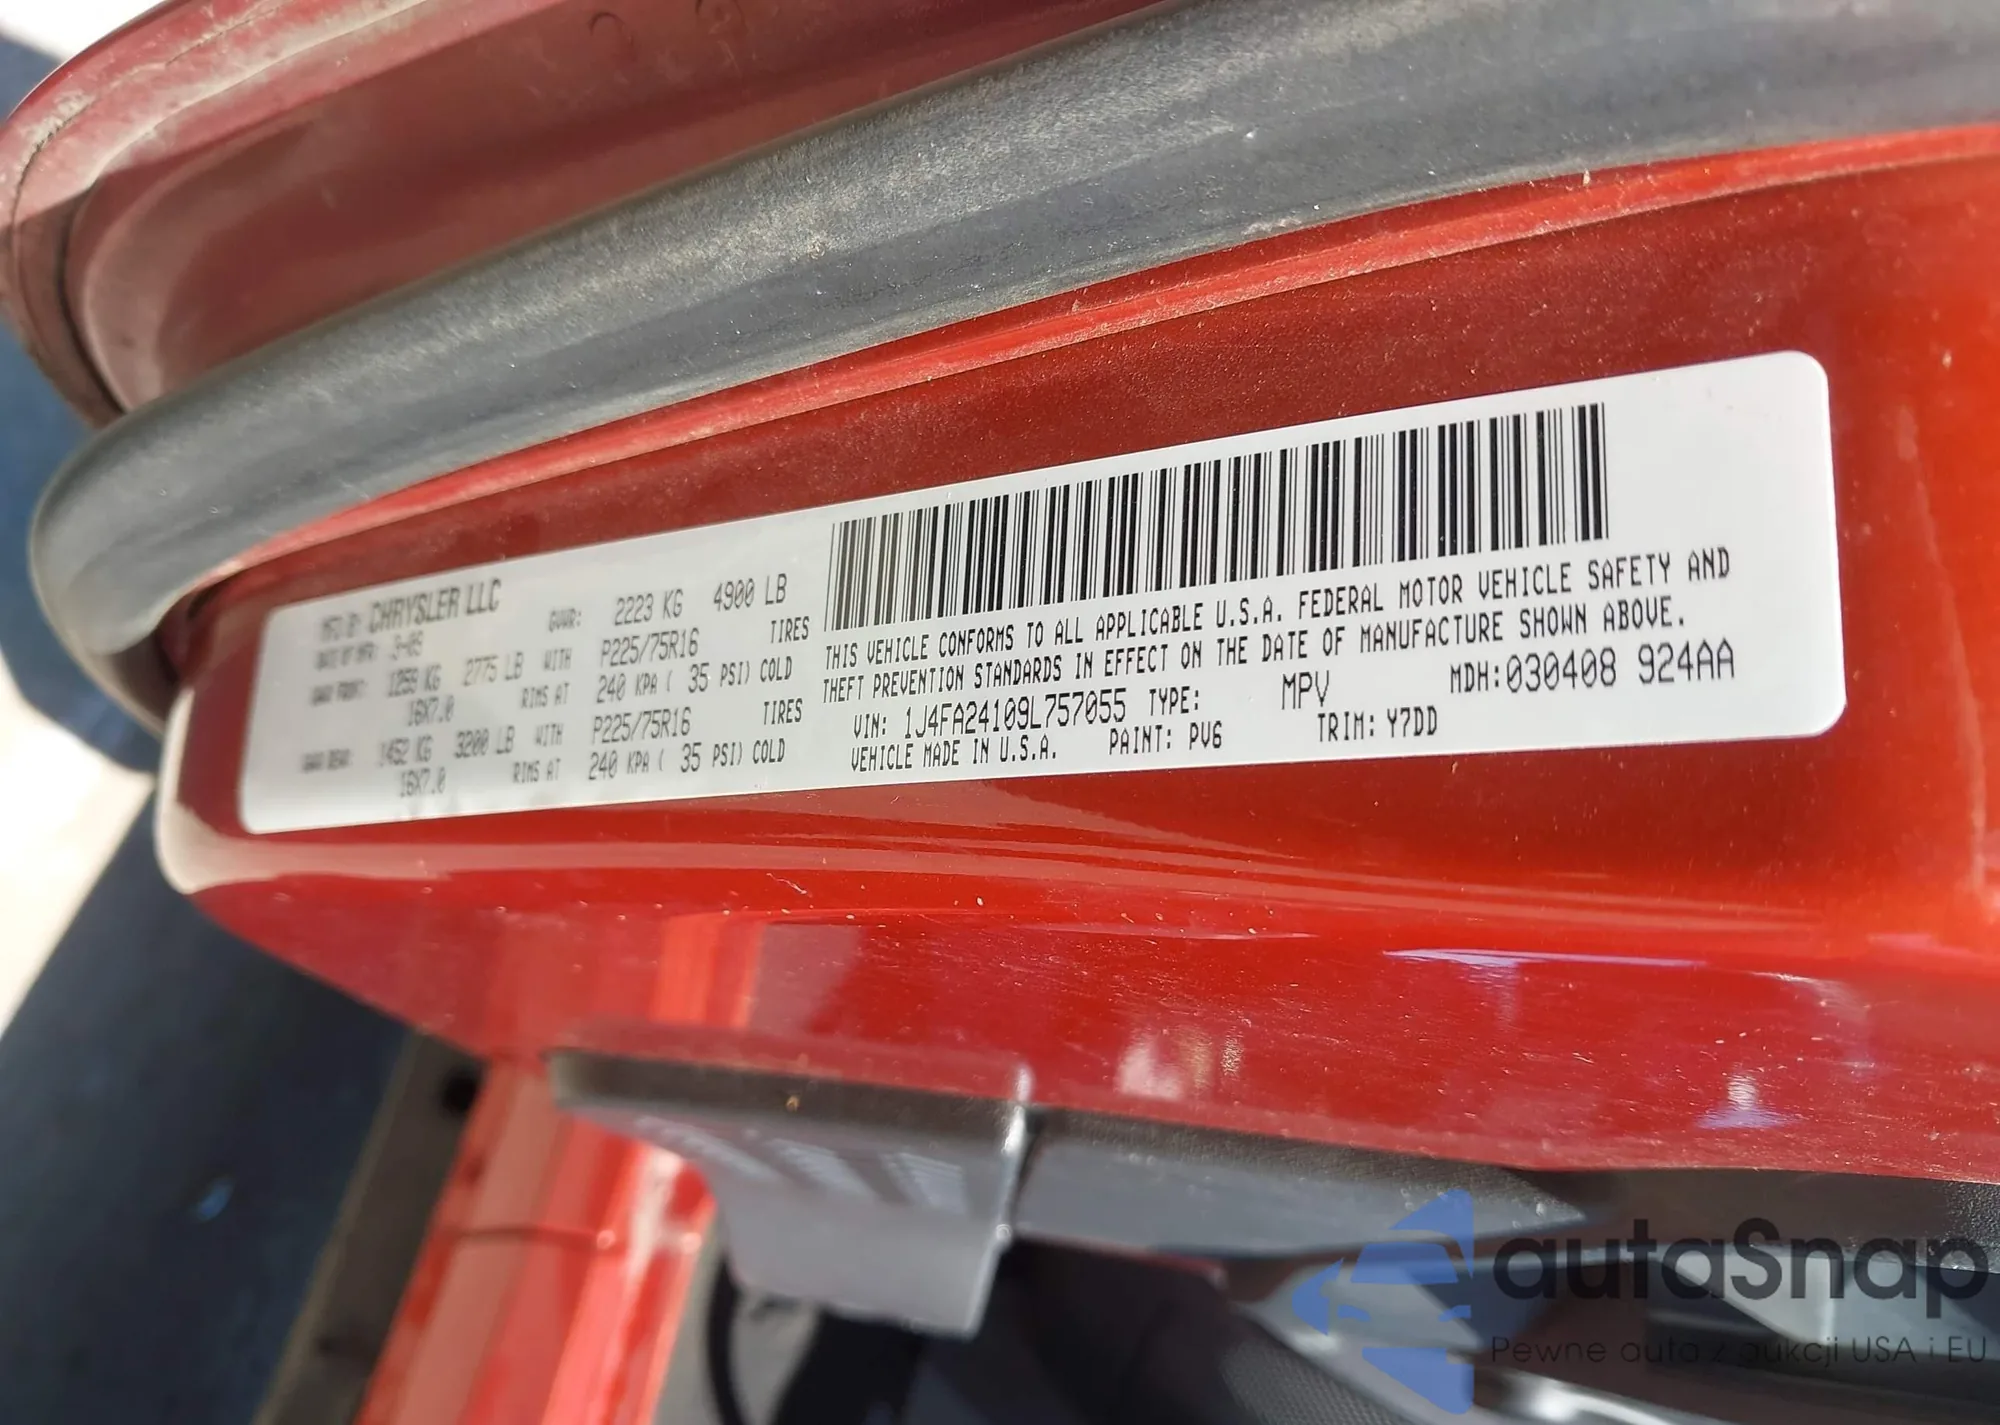 MFD BY: CHRYSLER LLC GVWR: 2223 KG 4900 LB
DATE OF MFR: GAWR FRONT: 2775 LB WITH P225/75R16 TIRES
16X7.0 RIMS AT 240 KPA ( 35 PSI) COLD
GAWR REAR: 1452 KG 3200 LB WITH P225/75R16 TIRES
16X7.0 RIMS AT 240 KPA ( 35 PSI) COLD
THIS VEHICLE CONFORMS TO ALL APPLICABLE U.S.A. FEDERAL MOTOR VEHICLE SAFETY AND
THEFT PREVENTION STANDARDS IN EFFECT ON THE DATE OF MANUFACTURE SHOWN ABOVE.
VIN: 1J4FA24109L757055 TYPE: MPV MDH:030408 924AA
VEHICLE MADE IN U.S.A. PAINT: PV6 TRIM: Y7DD
autaSnap
Pewne auta z aukcji USA i EU